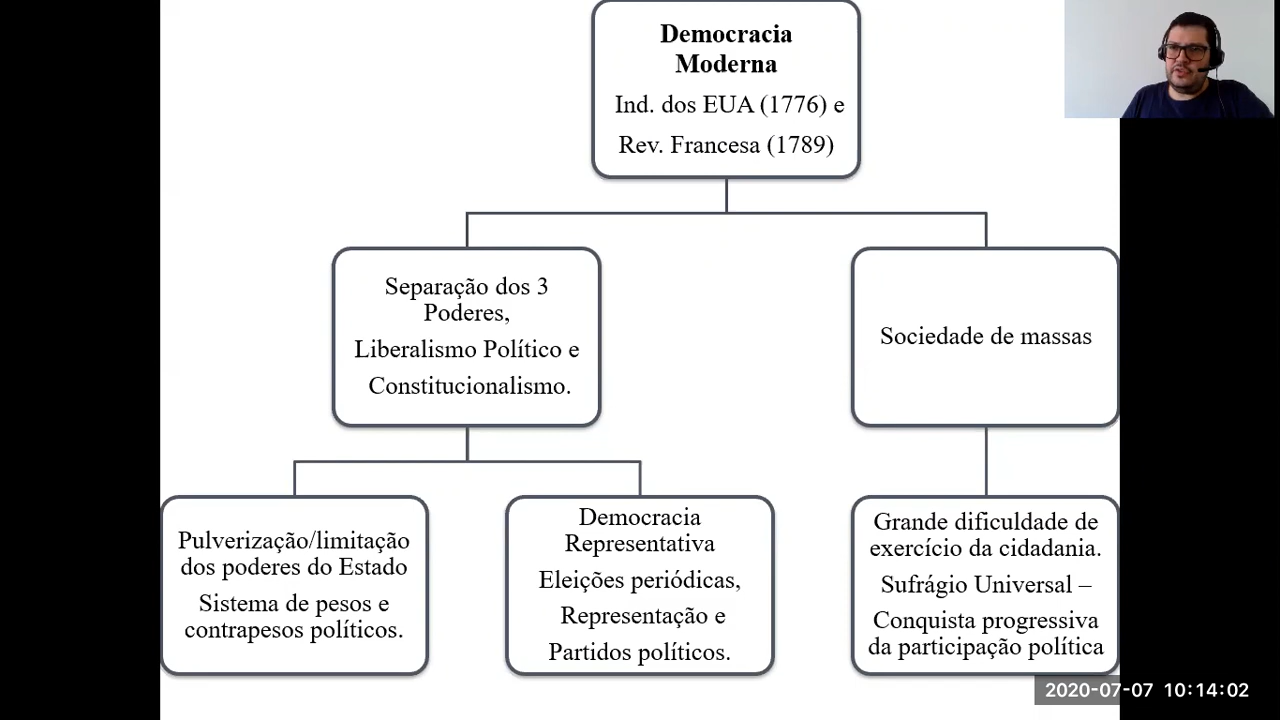 Democracia
Moderna
Ind. dos EUA (1776) e
Rev. Francesa (1789)
Separação dos 3
Poderes,
Liberalismo Político e
Constitucionalismo.
Sociedade de massas
Pulverização/limitação
dos poderes do Estado
Sistema de pesos e
contrapesos políticos.
Democracia
Representativa
Eleições periódicas,
Representação e
Partidos políticos.
Grande dificuldade de
exercício da cidadania.
Sufrágio Universal –
Conquista progressiva
da participação política
2020-07-07 10:14:02